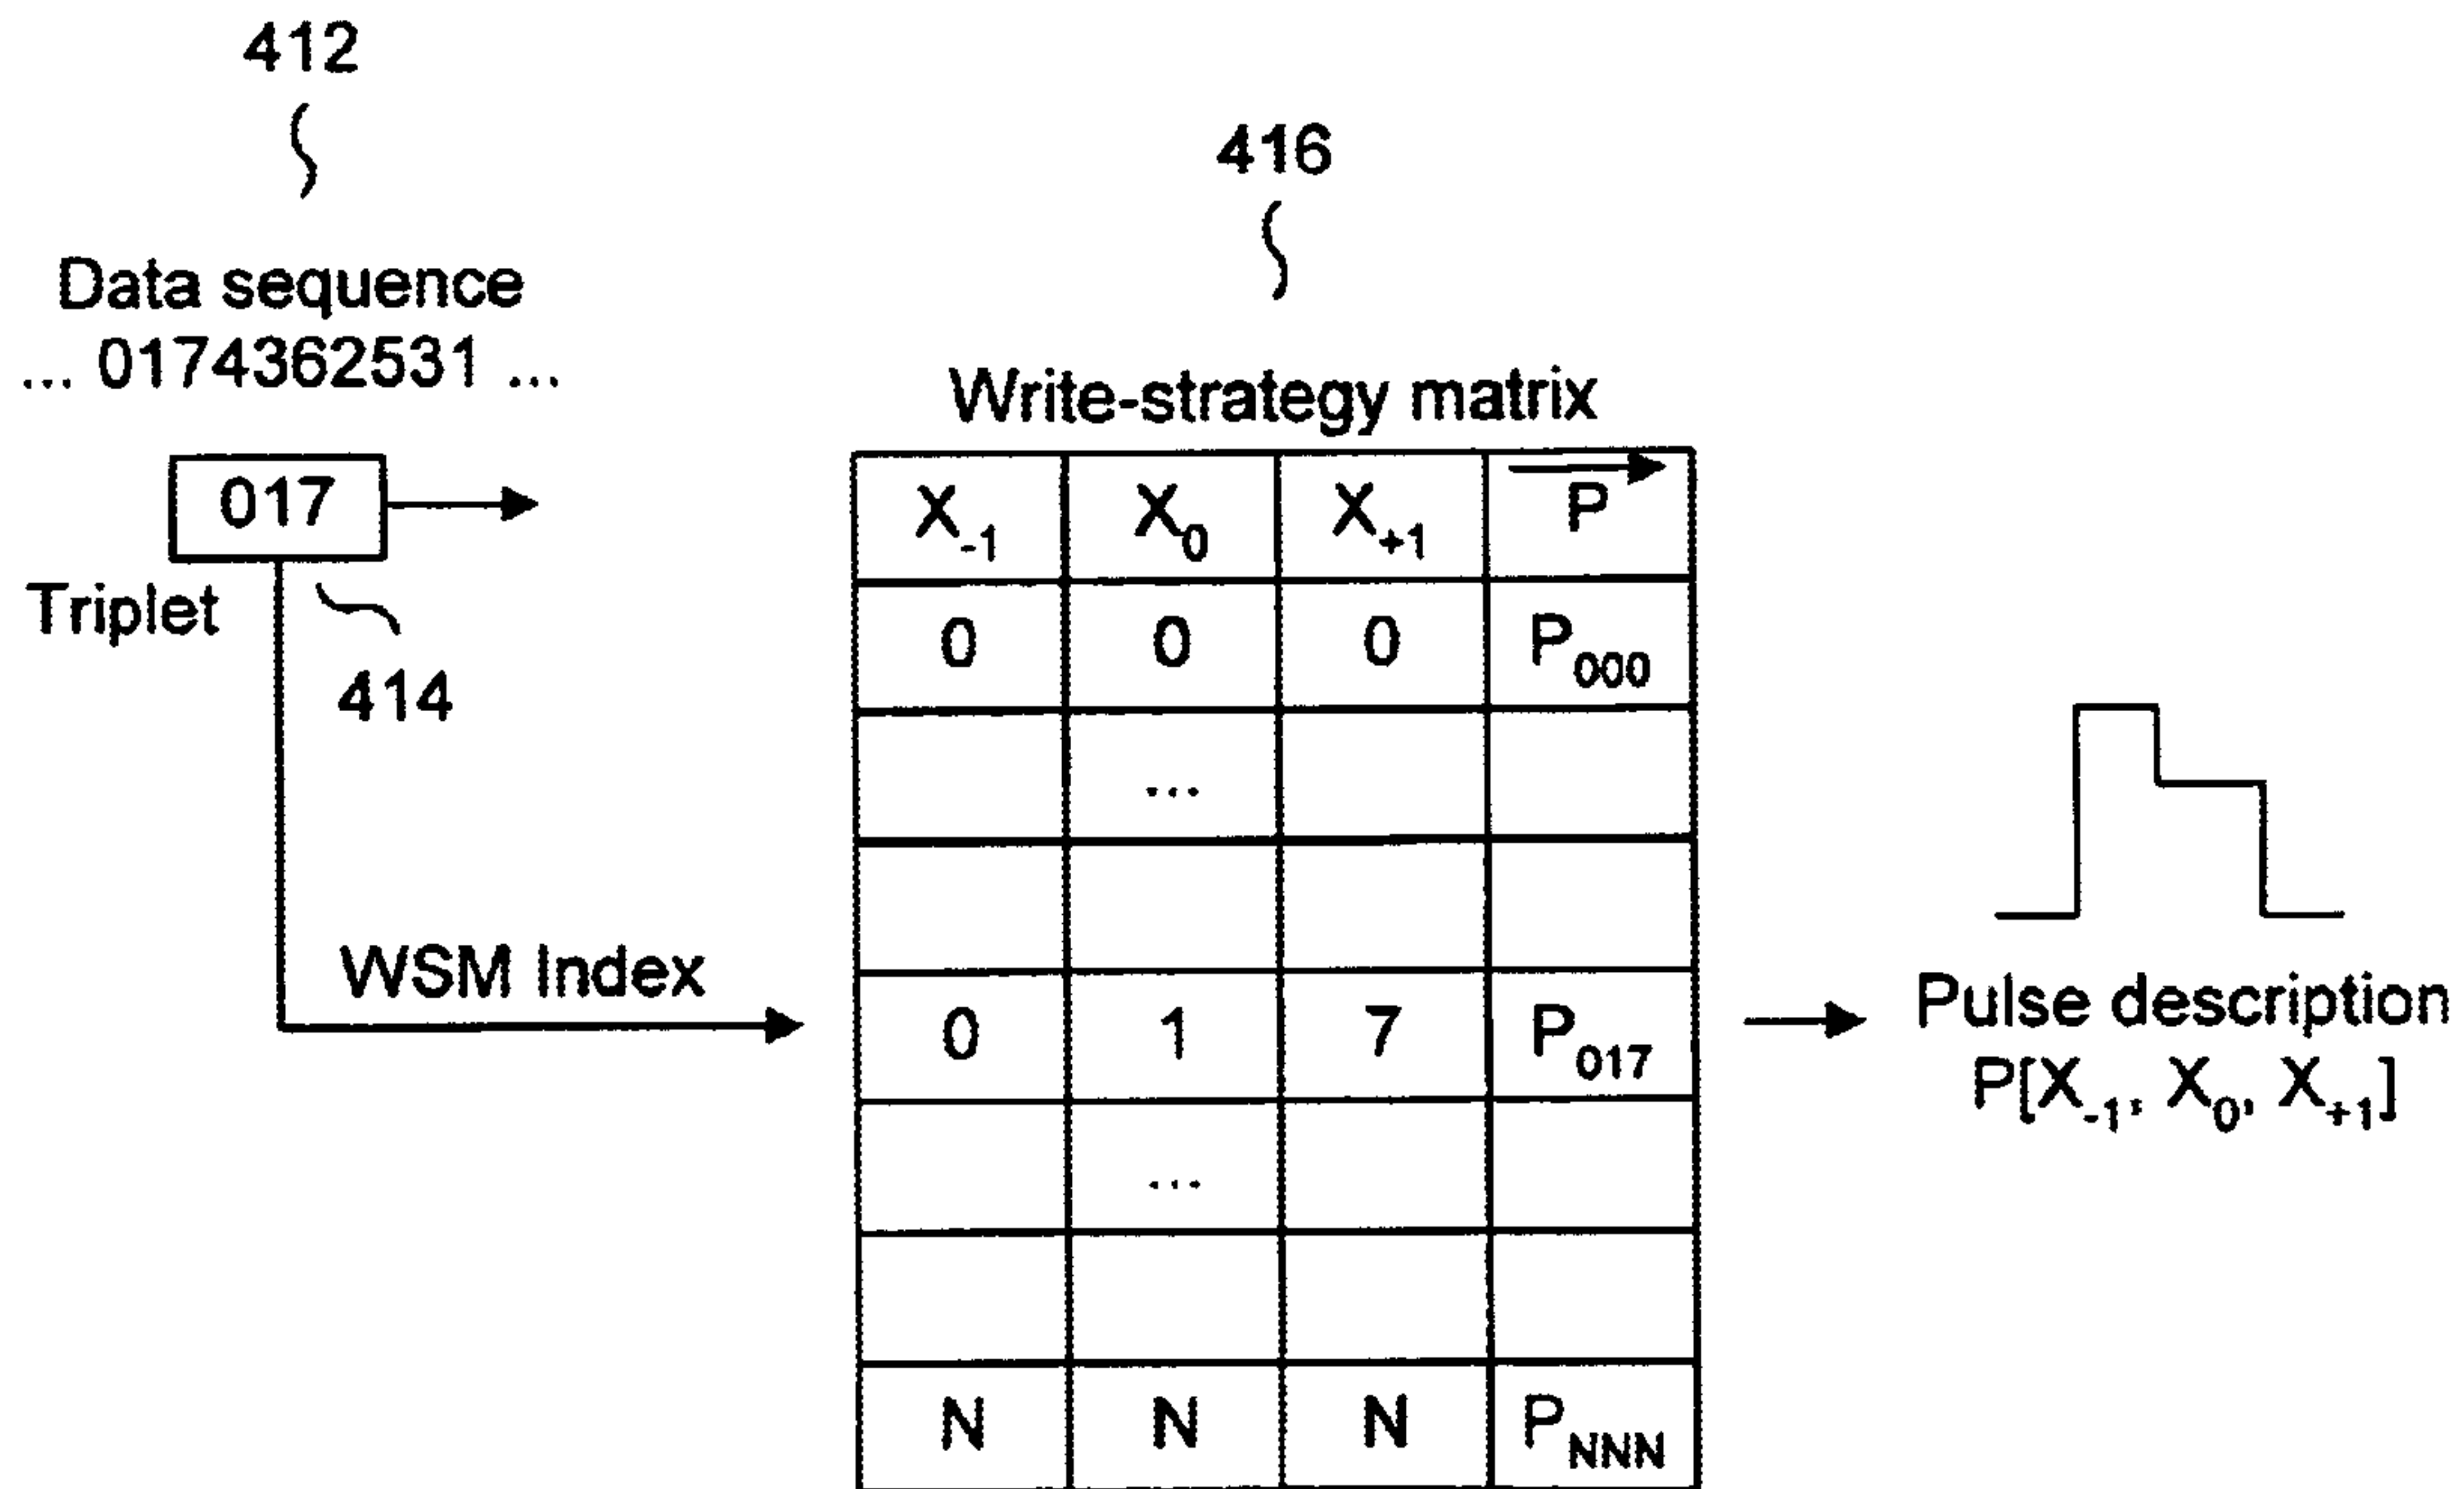 412
Data sequence
... 0174362531 ...
017
Triplet
414
WSM Index
416
Write-strategy matrix
X-1 X0 X+1 P
0 0 0 P000
...
0 1 7 P017
...
N N N PNNN
Pulse description
P[X-1, X0, X+1]